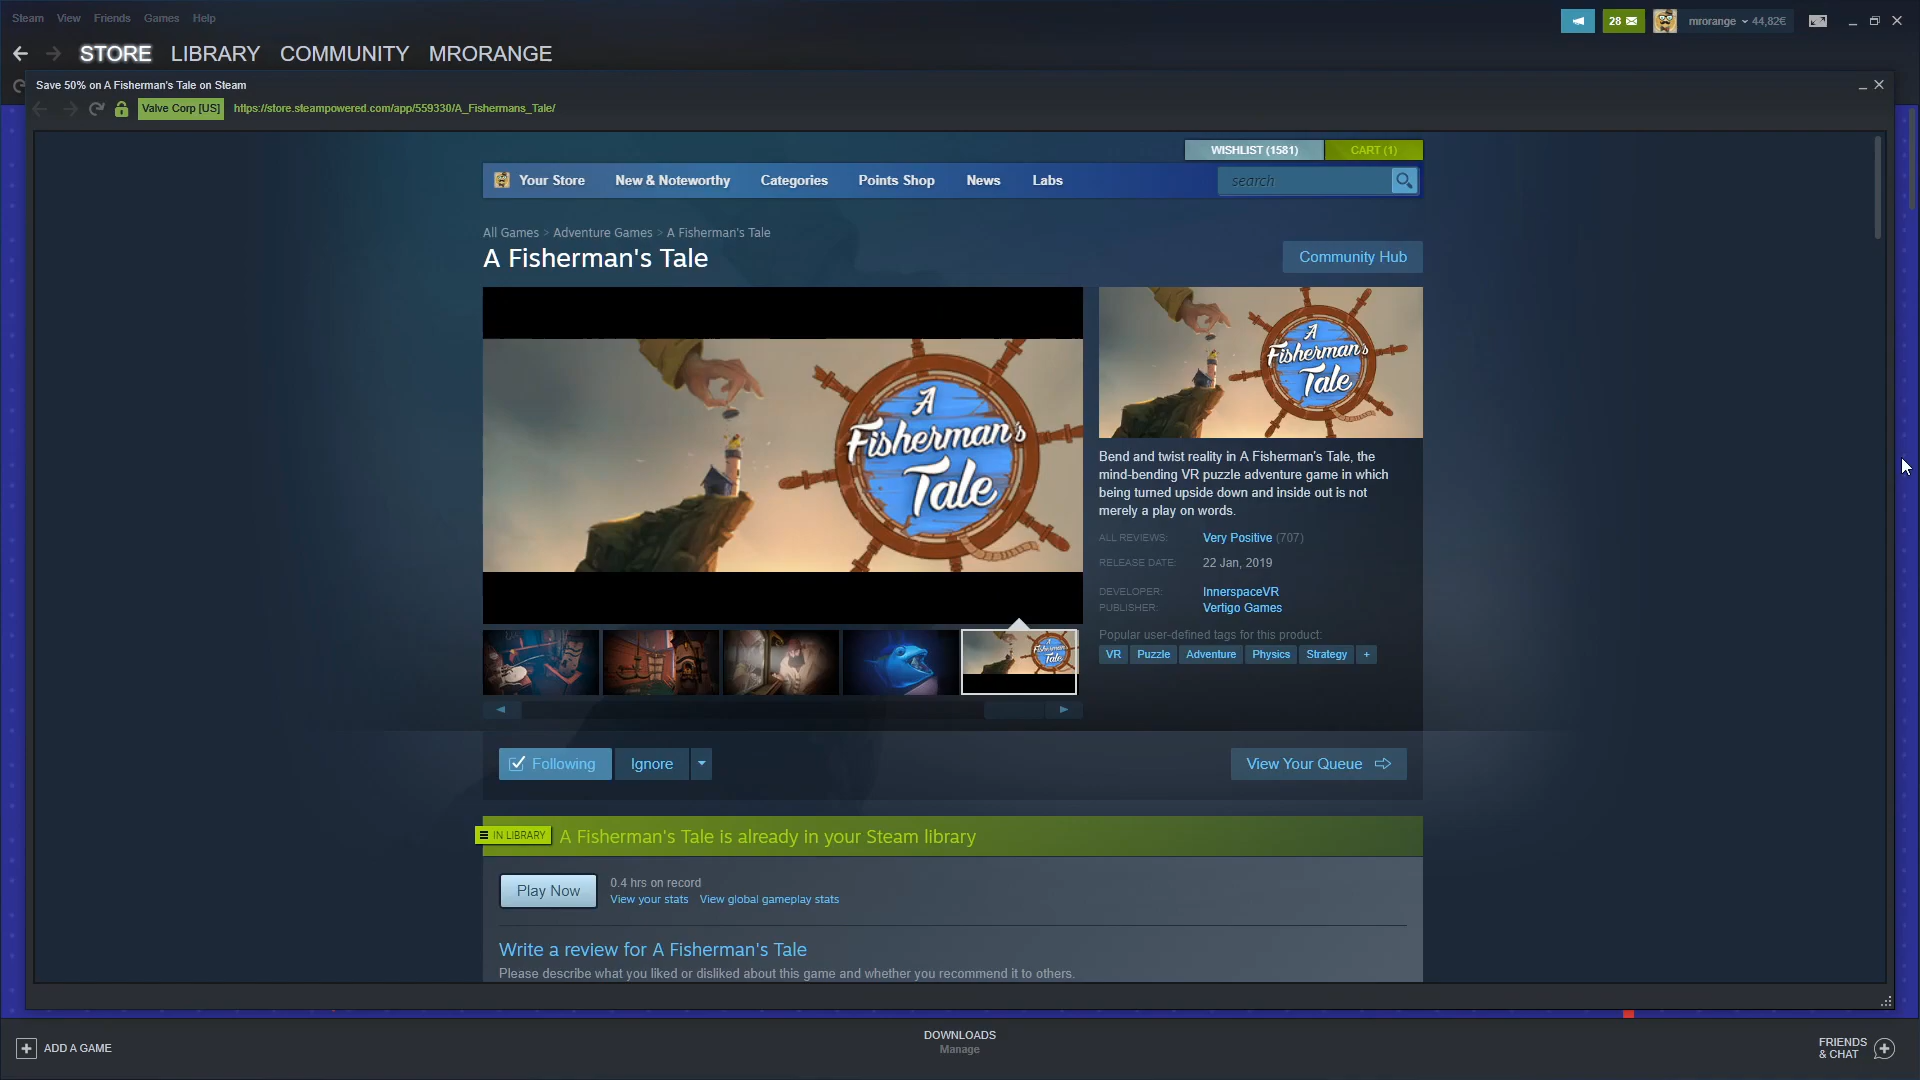 Steam View Friends Games Help
28
mrorange 44,82€
STORE LIBRARY COMMUNITY MRORANGE
Save 50% on A Fisherman's Tale on Steam
Valve Corp [US] https://store.steampowered.com/app/559330/A_Fishermans_Tale/
WISHLIST (1581) CART (1)
Your Store New & Noteworthy Categories Points Shop News Labs search
All Games > Adventure Games > A Fisherman's Tale
A Fisherman's Tale
Community Hub
A
Fisherman's
Tale
A
Fisherman's
Tale
Bend and twist reality in A Fisherman's Tale, the
mind-bending VR puzzle adventure game in which
being turned upside down and inside out is not
merely a play on words.
ALL REVIEWS: Very Positive (707)
RELEASE DATE: 22 Jan, 2019
DEVELOPER: InnerspaceVR
PUBLISHER: Vertigo Games
Popular user-defined tags for this product:
VR Puzzle Adventure Physics Strategy +
A
Fisherman's
Tale
Following Ignore View Your Queue
IN LIBRARY A Fisherman's Tale is already in your Steam library
Play Now
0.4 hrs on record
View your stats View global gameplay stats
Write a review for A Fisherman's Tale
Please describe what you liked or disliked about this game and whether you recommend it to others.
ADD A GAME
DOWNLOADS
Manage
FRIENDS
& CHAT